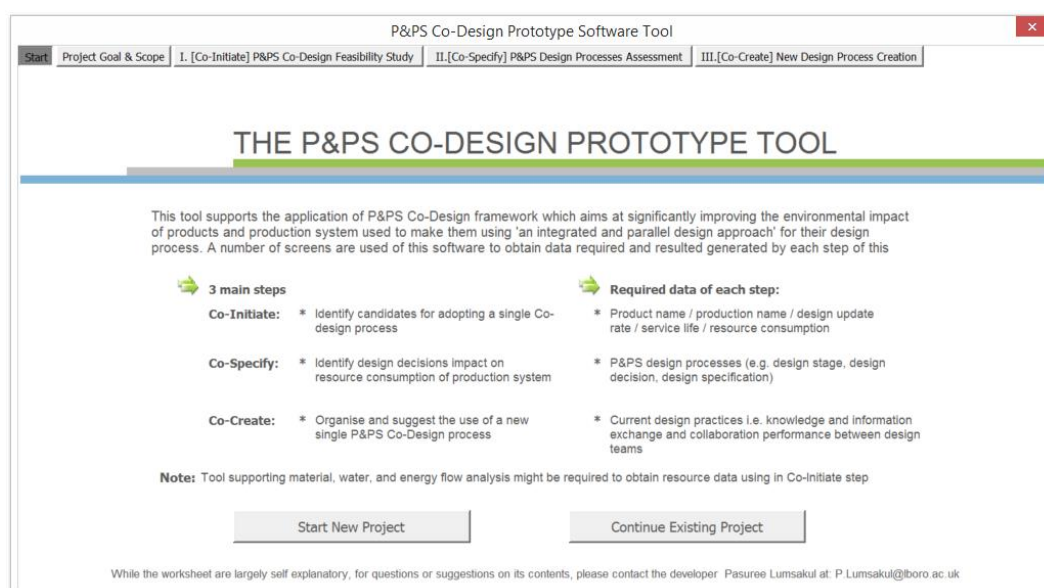 P&PS Co-Design Prototype Software Tool
Start Project Goal & Scope I. [Co-Initiate] P&PS Co-Design Feasibility Study II.[Co-Specify] P&PS Design Processes Assessment III.[Co-Create] New Design Process Creation
THE P&PS CO-DESIGN PROTOTYPE TOOL
This tool supports the application of P&PS Co-Design framework which aims at significantly improving the environmental impact
of products and production system used to make them using 'an integrated and parallel design approach' for their design
process. A number of screens are used of this software to obtain data required and resulted generated by each step of this
3 main steps
Co-Initiate: * Identify candidates for adopting a single Co-
design process
Co-Specify: * Identify design decisions impact on
resource consumption of production system
Co-Create: * Organise and suggest the use of a new
single P&PS Co-Design process
Required data of each step:
* Product name / production name / design update
rate / service life / resource consumption
* P&PS design processes (e.g. design stage, design
decision, design specification)
* Current design practices i.e. knowledge and information
exchange and collaboration performance between design
teams
Note: Tool supporting material, water, and energy flow analysis might be required to obtain resource data using in Co-Initiate step
Start New Project Continue Existing Project
While the worksheet are largely self explanatory, for questions or suggestions on its contents, please contact the developer Pasuree Lumsakul at: P.Lumsakul@lboro.ac.uk